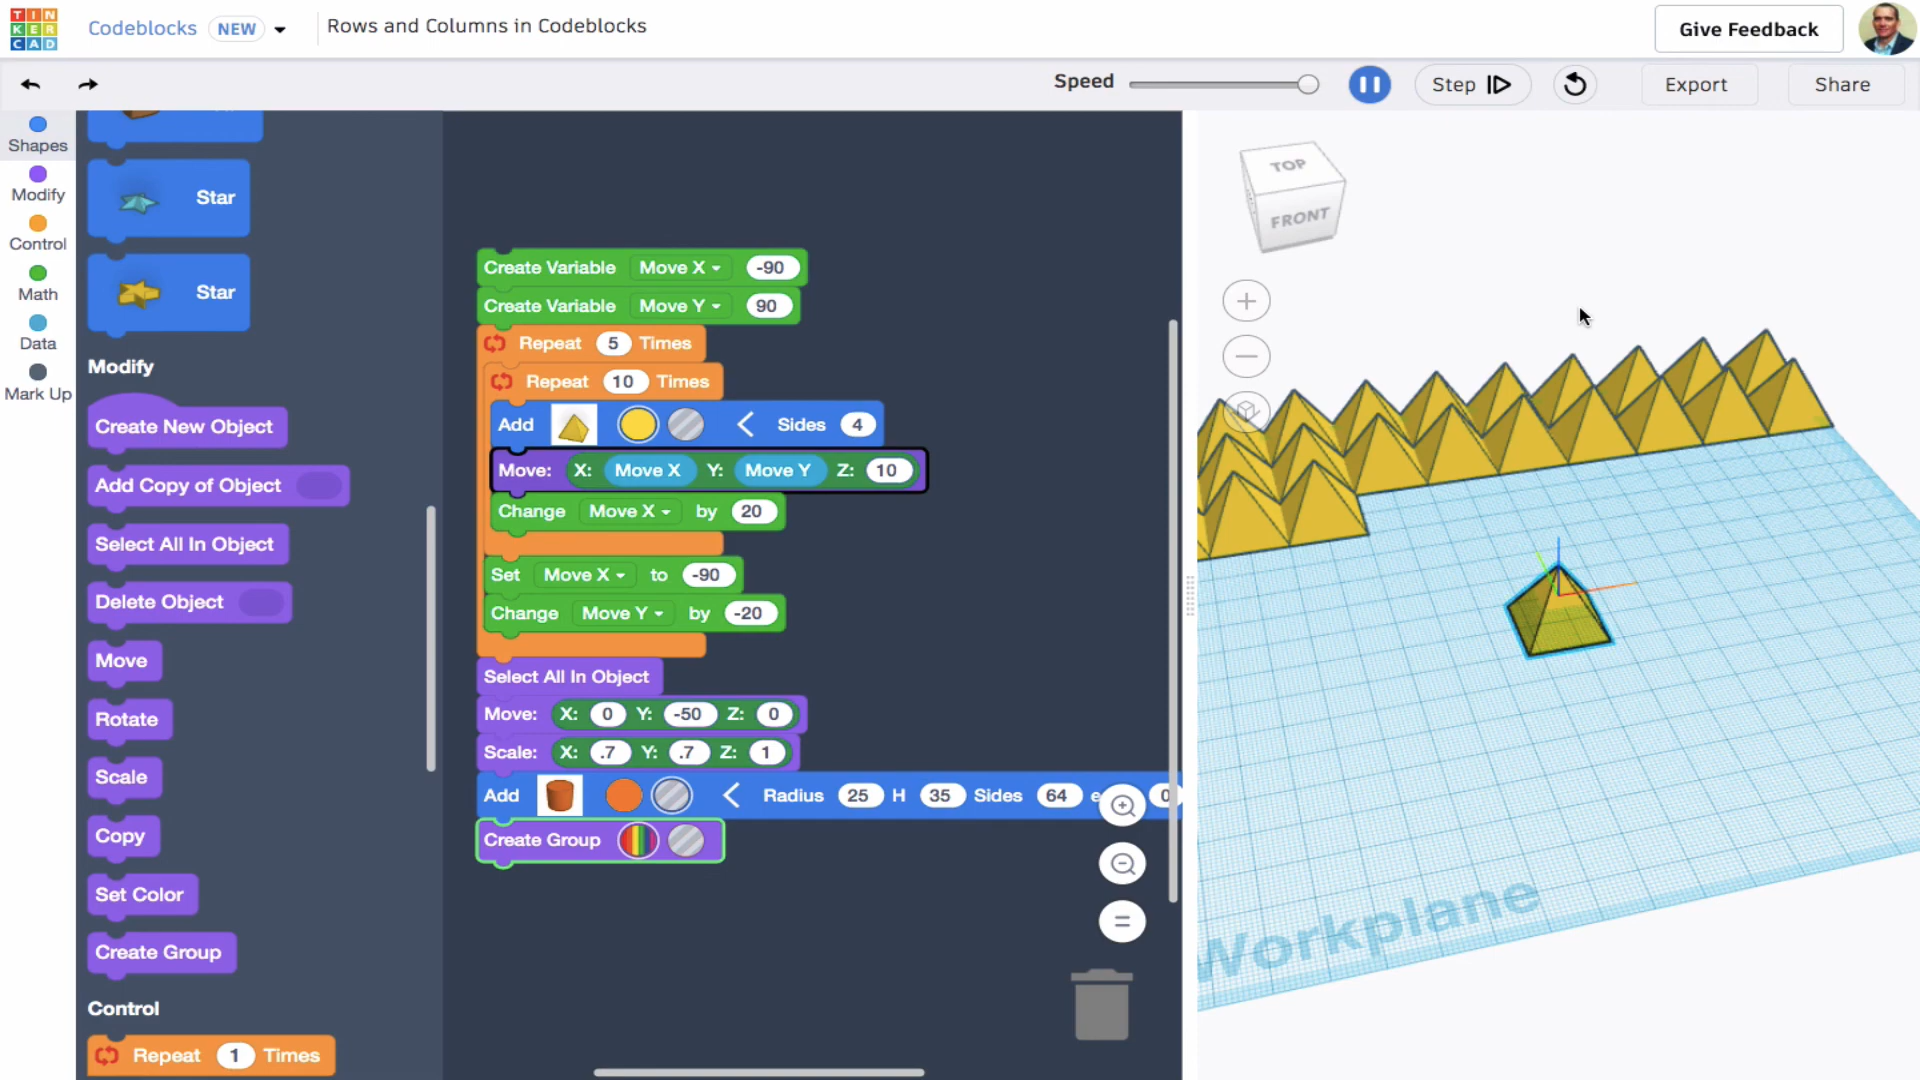 TIN
KER
CAD
Codeblocks NEW
Rows and Columns in Codeblocks
Give Feedback
Speed
Step
Export
Share
Shapes
Modify
Control
Math
Data
Mark Up
Star
Star
Modify
Create New Object
Add Copy of Object
Select All In Object
Delete Object
Move
Rotate
Scale
Copy
Set Color
Create Group
Control
Repeat 1 Times
Create Variable Move X -90
Create Variable Move Y 90
Repeat 5 Times
Repeat 10 Times
Add Sides 4
Move: X: Move X Y: Move Y Z: 10
Change Move X by 20
Set Move X to -90
Change Move Y by -20
Select All In Object
Move: X: 0 Y: -50 Z: 0
Scale: X: .7 Y: .7 Z: 1
Add Radius 25 H 35 Sides 64
Create Group
TOP
FRONT
Workplane